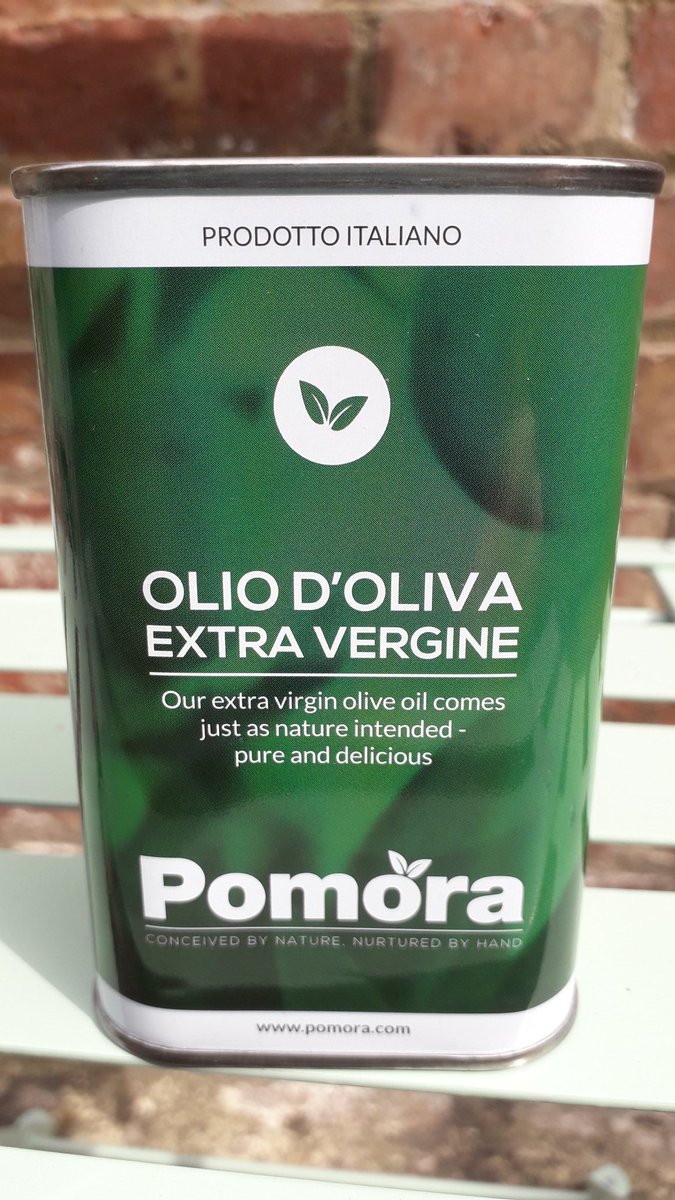 PRODOTTO ITALIANO
OLIO D'OLIVA
EXTRA VERGINE
Our extra virgin olive oil comes
just as nature intended -
pure and delicious
Pomora
CONCEIVED BY NATURE. NURTURED BY HAND
www.pomora.com